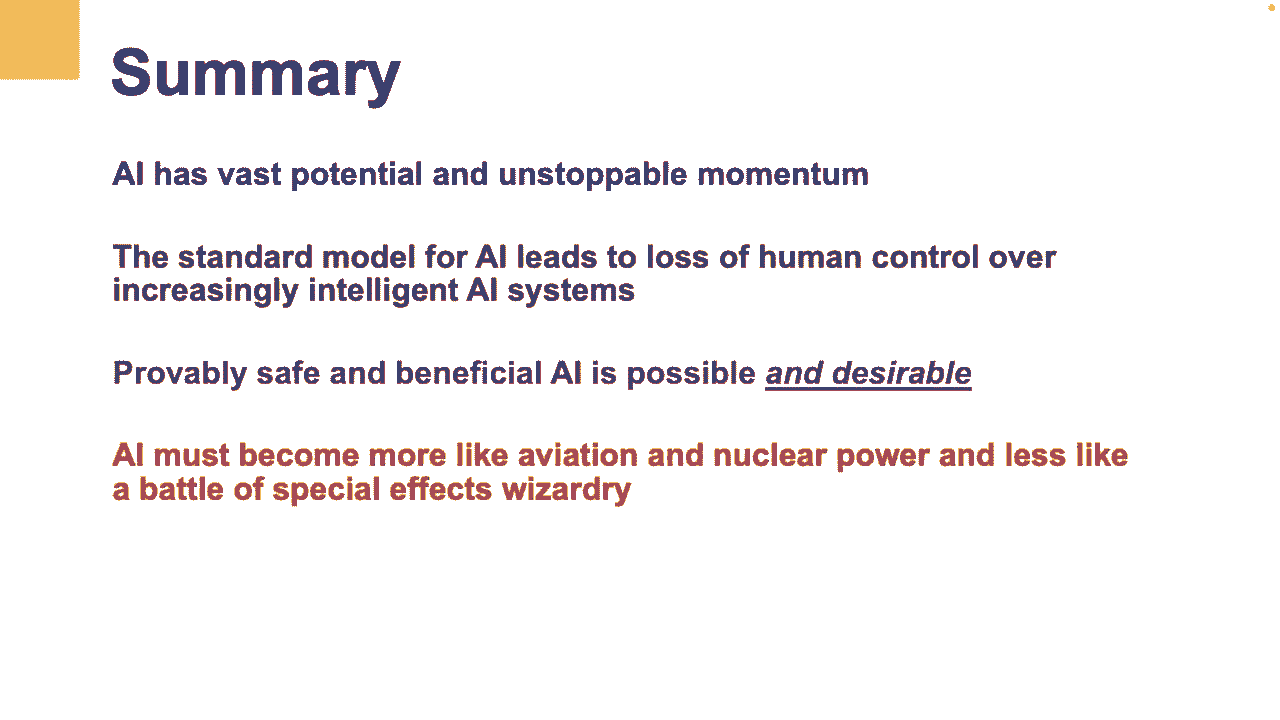 Summary
AI has vast potential and unstoppable momentum
The standard model for AI leads to loss of human control over
increasingly intelligent AI systems
Provably safe and beneficial AI is possible and desirable
AI must become more like aviation and nuclear power and less like
a battle of special effects wizardry